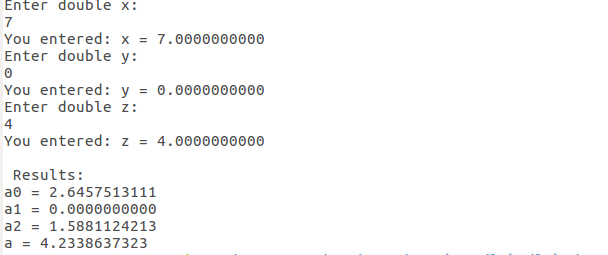 Enter double x:
7
You entered: x = 7.0000000000
Enter double y:
0
You entered: y = 0.0000000000
Enter double z:
4
You entered: z = 4.0000000000
Results:
a0 = 2.6457513111
a1 = 0.0000000000
a2 = 1.5881124213
a = 4.2338637323